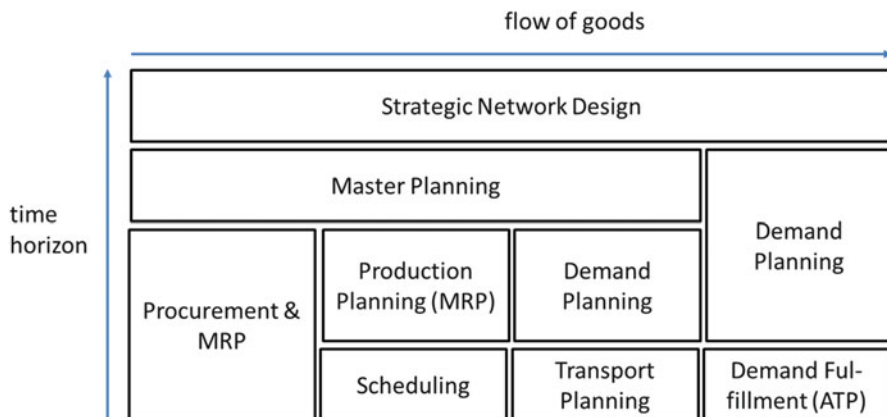 flow of goods
Strategic Network Design
Master Planning
time
horizon
Demand
Planning
Procurement &
MRP
Production
Planning (MRP)
Demand
Planning
Scheduling
Transport
Planning
Demand Ful-
fillment (ATP)